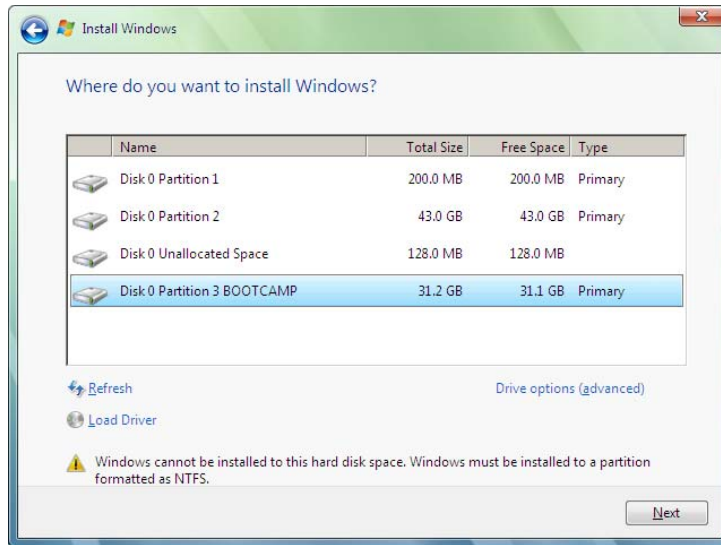 Install Windows
Where do you want to install Windows?
Name Total Size Free Space Type
Disk 0 Partition 1 200.0 MB 200.0 MB Primary
Disk 0 Partition 2 43.0 GB 43.0 GB Primary
Disk 0 Unallocated Space 128.0 MB 128.0 MB
Disk 0 Partition 3 BOOTCAMP 31.2 GB 31.1 GB Primary
Refresh Drive options (advanced)
Load Driver
Windows cannot be installed to this hard disk space. Windows must be installed to a partition
formatted as NTFS.
Next